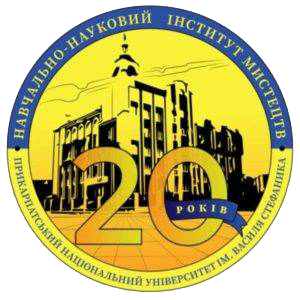 НАВЧАЛЬНО-НАУКОВИЙ ІНСТИТУТ МИСТЕЦТВ
20
РОКІВ
ПРИКАРПАТСЬКИЙ НАЦІОНАЛЬНИЙ УНІВЕРСИТЕТ ІМ. ВАСИЛЯ СТЕФАНИКА